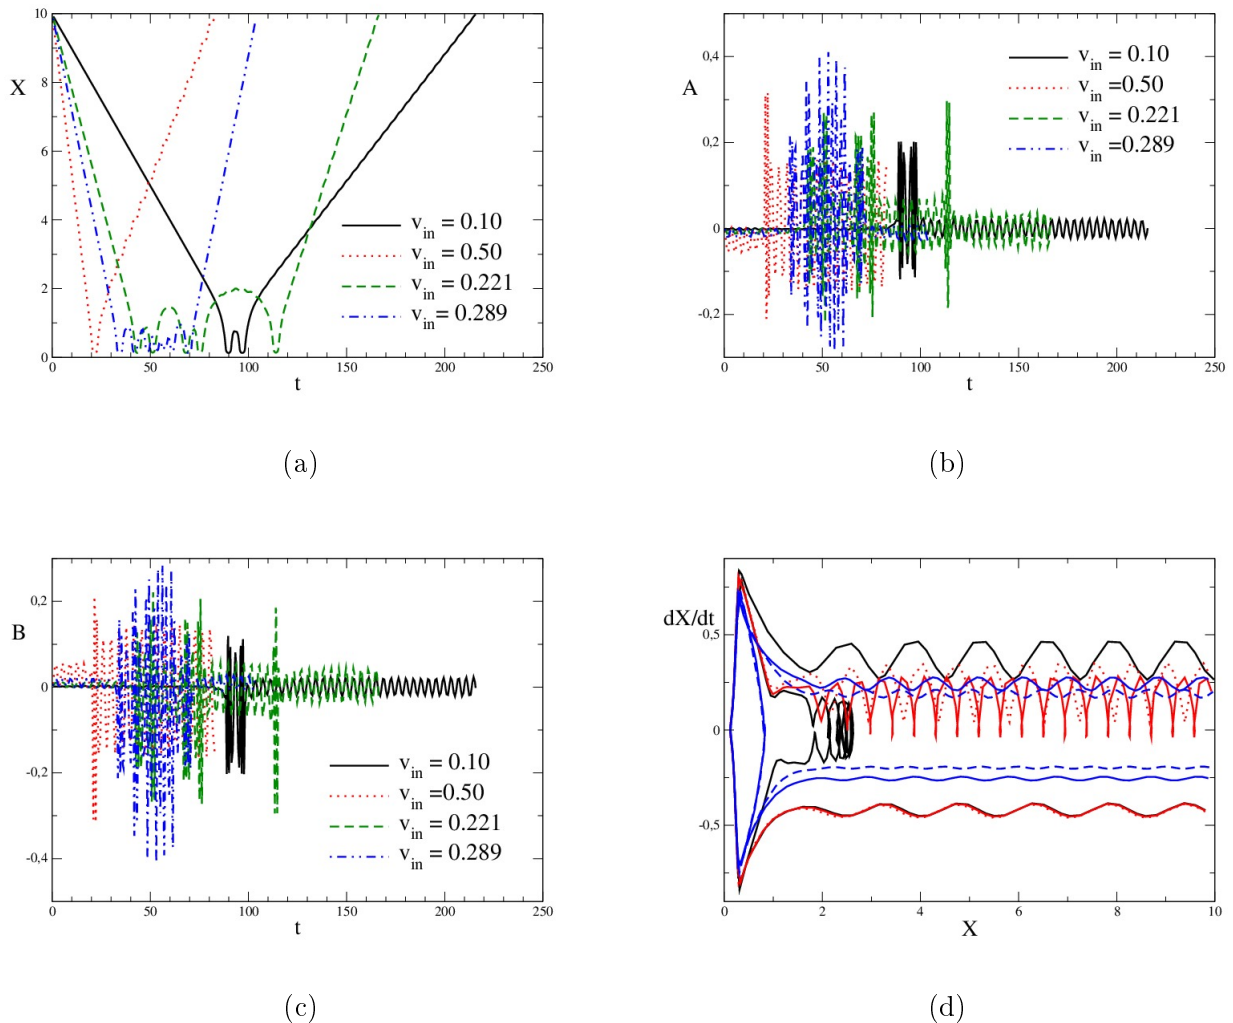 10
8
X
6
4
2
0
0 50 100 150 200 250
t
v_in = 0.10
v_in = 0.50
v_in = 0.221
v_in = 0.289
(a)
0,4
A
0,2
0
-0,2
0 50 100 150 200 250
t
v_in = 0.10
v_in =0.50
v_in = 0.221
v_in =0.289
(b)
0,2
B
0
-0,2
-0,4
0 50 100 150 200 250
t
v_in = 0.10
v_in =0.50
v_in = 0.221
v_in = 0.289
(c)
dX/dt
0,5
0
-0,5
0 2 4 6 8 10
X
(d)